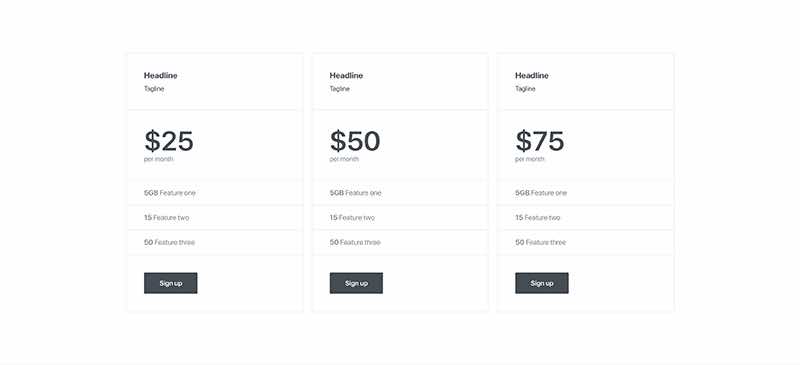 Headline
Tagline
$25
per month
5GB Feature one
15 Feature two
50 Feature three
Sign up
Headline
Tagline
$50
per month
5GB Feature one
15 Feature two
50 Feature three
Sign up
Headline
Tagline
$75
per month
5GB Feature one
15 Feature two
50 Feature three
Sign up